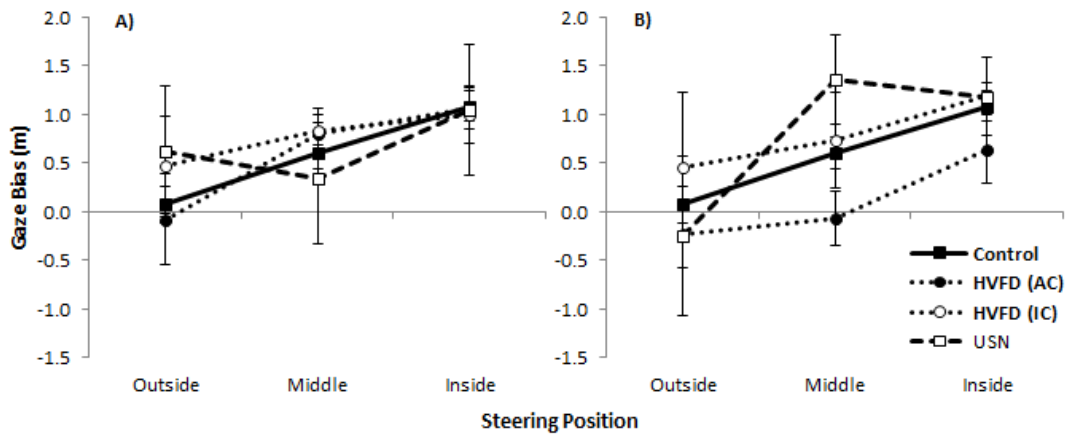 A)
2.0
1.5
1.0
0.5
0.0
-0.5
-1.0
-1.5
Gaze Bias (m)
Outside Middle Inside
B)
2.0
1.5
1.0
0.5
0.0
-0.5
-1.0
-1.5
Outside Middle Inside
Control
HVFD (AC)
HVFD (IC)
USN
Steering Position